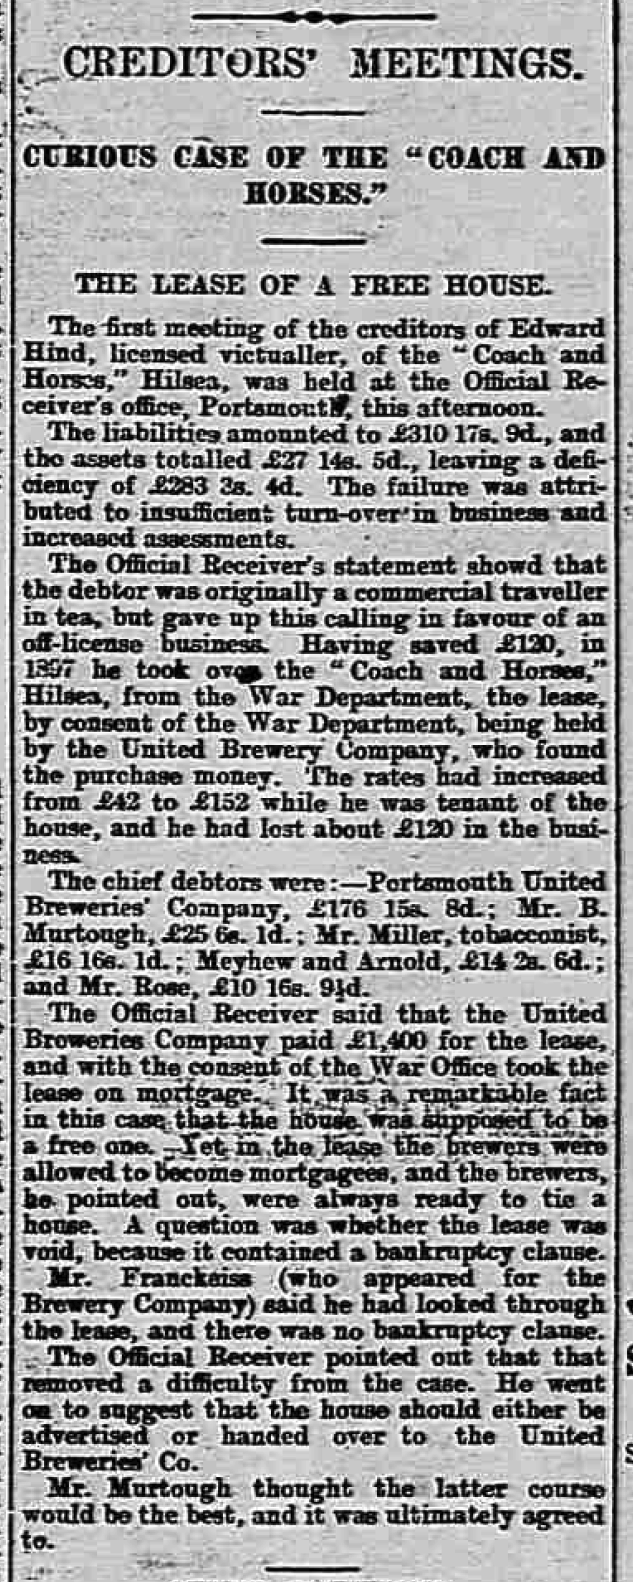 CREDITORS' MEETINGS.
CURIOUS CASE OF THE "COACH AND
HORSES."
THE LEASE OF A FREE HOUSE.
The first meeting of the creditors of Edward
Hind, licensed victualler, of the "Coach and
Horses," Hilsea, was held at the Official Re-
ceiver's office, Portsmouth, this afternoon.
The liabilities amounted to £310 17s. 9d., and
the assets totalled £27 14s. 5d., leaving a defi-
ciency of £283 3s. 4d. The failure was attri-
buted to insufficient turn-over in business and
increased assessments.
The Official Receiver's statement showd that
the debtor was originally a commercial traveller
in tea, but gave up this calling in favour of an
off-license business. Having saved £120, in
1897 he took over the "Coach and Horses,"
Hilsea, from the War Department, the lease,
by consent of the War Department, being held
by the United Brewery Company, who found
the purchase money. The rates had increased
from £42 to £152 while he was tenant of the
house, and he had lost about £120 in the busi-
ness.
The chief debtors were:—Portsmouth United
Breweries' Company, £176 15s. 8d.; Mr. B.
Murtough, £25 6s. 1d.; Mr. Miller, tobacconist,
£16 16s. 1d.; Meyhew and Arnold, £14 2s. 6d.;
and Mr. Rose, £10 16s. 9½d.
The Official Receiver said that the United
Broweries Company paid £1,400 for the lease,
and with the consent of the War Office took the
lease on mortgage. It was a remarkable fact
in this case that the house was supposed to be
a free one. Yet in the lease the brewers were
allowed to become mortgagees, and the brewers,
he pointed out, were always ready to tie a
house. A question was whether the lease was
void, because it contained a bankruptcy clause.
Mr. Franckeiss (who appeared for the
Brewery Company) said he had looked through
the lease, and there was no bankruptcy clause.
The Official Receiver pointed out that that
removed a difficulty from the case. He went
on to suggest that the house should either be
advertised or handed over to the United
Breweries' Co.
Mr. Murtough thought the latter course
would be the best, and it was ultimately agreed
to.